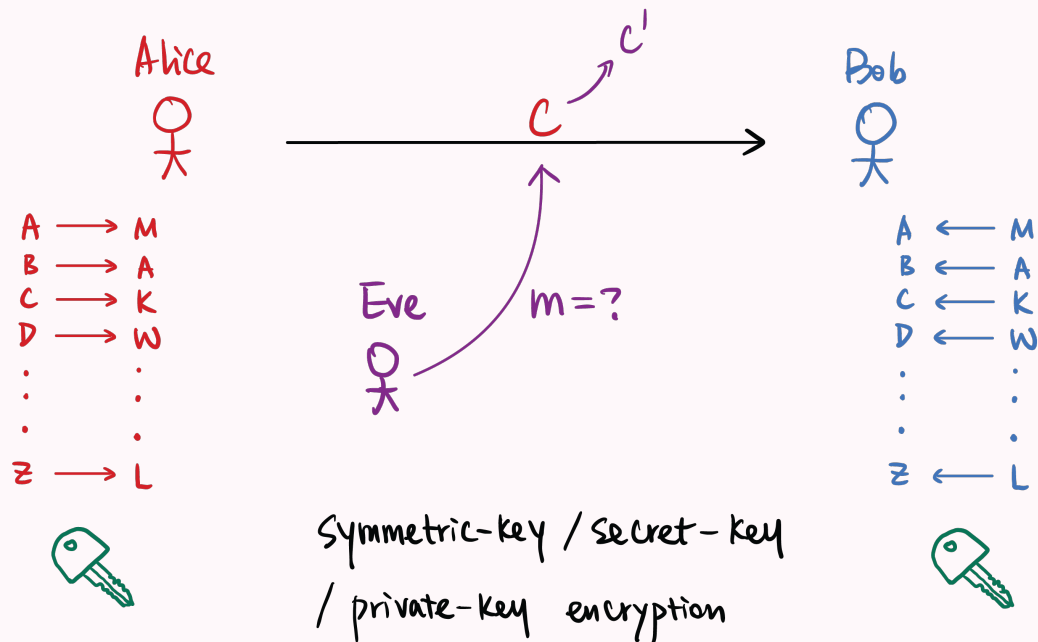 Alice
C'
Bob
C
A → M
B → A
C → K
D → W
Z → L
Eve
m = ?
A ← M
B ← A
C ← K
D ← W
Z ← L
symmetric-key / secret-key
/ private-key encryption